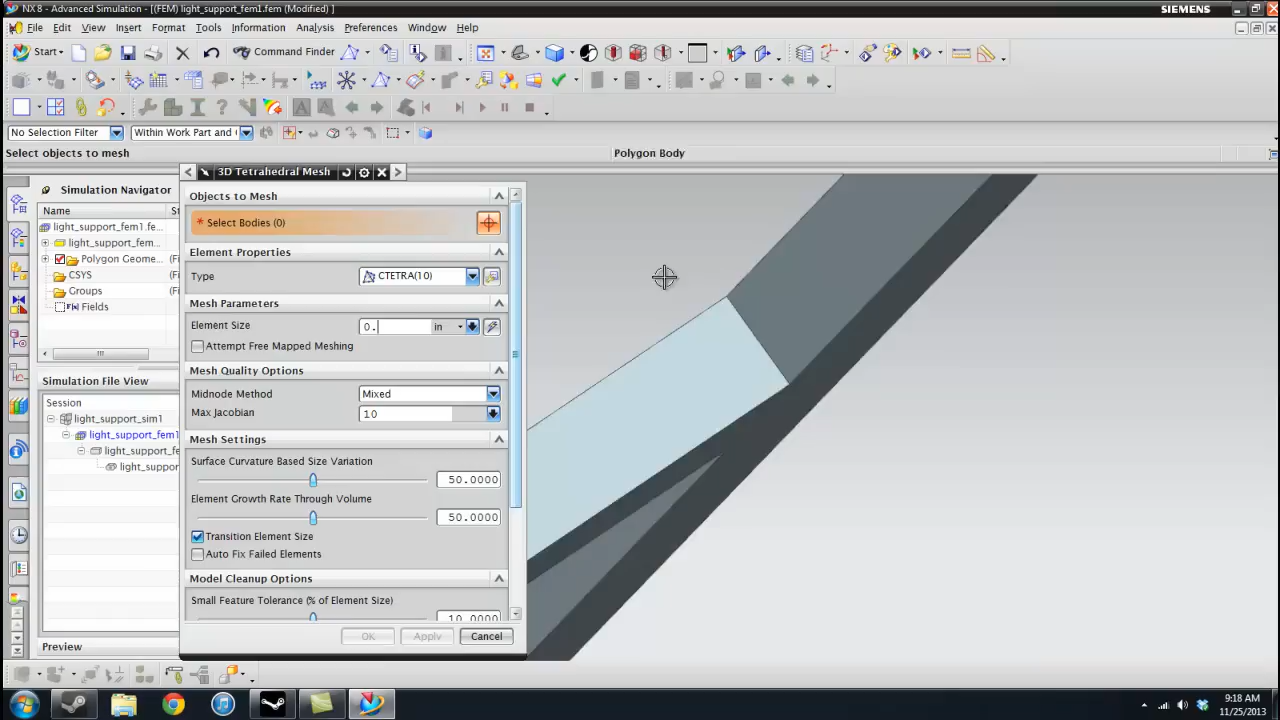 NX 8 - Advanced Simulation - [(FEM) light_support_fem1.fem (Modified) ]
SIEMENS
File Edit View Insert Format Tools Information Analysis Preferences Window Help
Start
Command Finder
No Selection Filter
Within Work Part and
Select objects to mesh
Polygon Body
3D Tetrahedral Mesh
Simulation Navigator
Name
light_support_fem1.fe...
light_support_fem...
Polygon Geome...
CSYS
Groups
Fields
Simulation File View
Session
light_support_sim1
light_support_fem1
light_support_fe
light_suppor
Preview
Objects to Mesh
* Select Bodies (0)
Element Properties
Type
CTETRA(10)
Mesh Parameters
Element Size
0.
in
Attempt Free Mapped Meshing
Mesh Quality Options
Midnode Method
Mixed
Max Jacobian
10
Mesh Settings
Surface Curvature Based Size Variation
50.0000
Element Growth Rate Through Volume
50.0000
Transition Element Size
Auto Fix Failed Elements
Model Cleanup Options
Small Feature Tolerance (% of Element Size)
10.0000
OK
Apply
Cancel
9:18 AM
11/25/2013